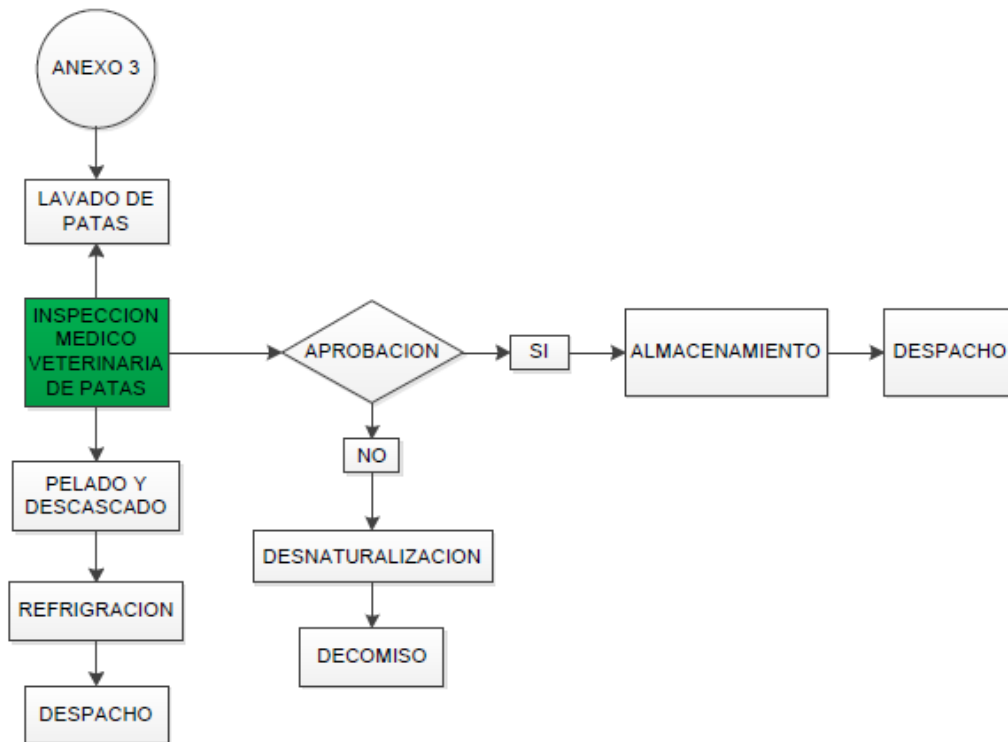 ANEXO 3
LAVADO DE
PATAS
INSPECCION
MEDICO
VETERINARIA
DE PATAS
APROBACION
SI
ALMACENAMIENTO
DESPACHO
NO
PELADO Y
DESCASCADO
DESNATURALIZACION
REFRIGRACION
DECOMISO
DESPACHO